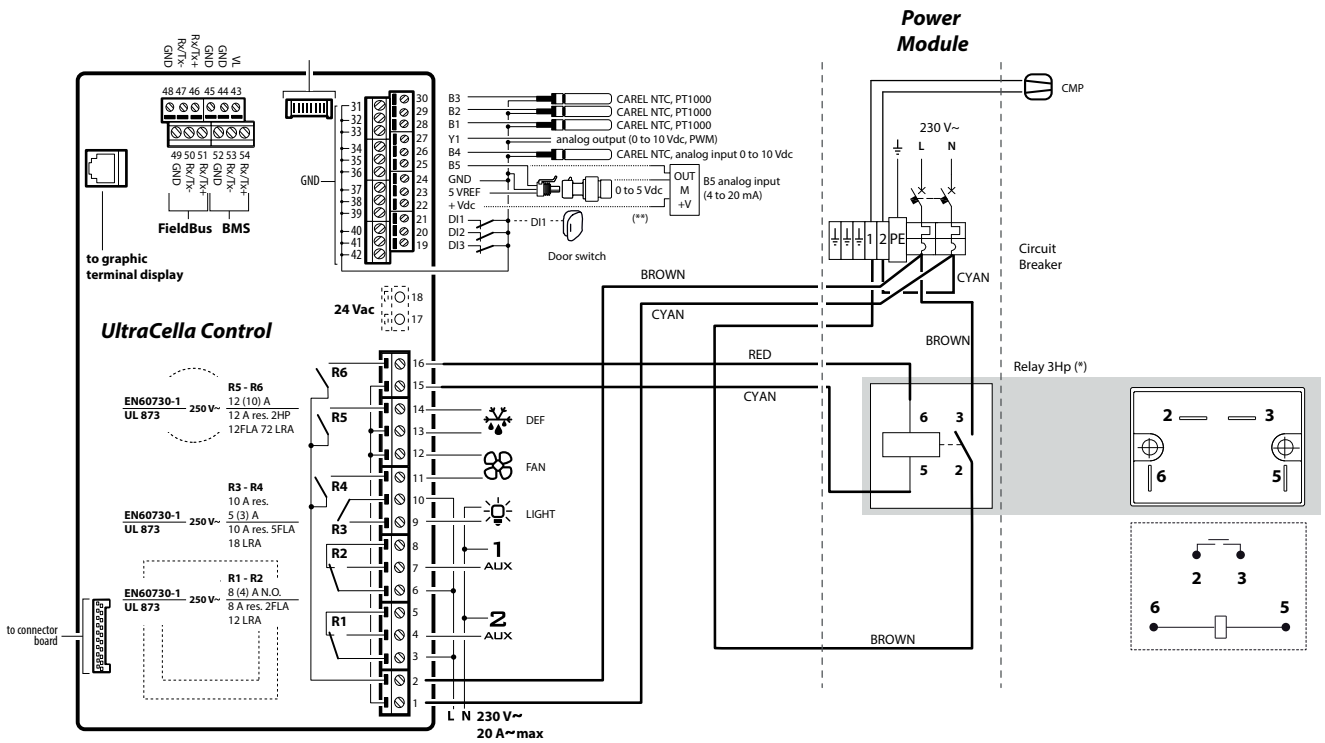 Power
Module
GND
Rx/Tx-
Rx/Tx+
GND
GND
VL
48 47 46 45 44 43
49 50 51 52 53 54
GND
Rx/Tx-
Rx/Tx+
GND
Rx/Tx-
Rx/Tx+
FieldBus BMS
to graphic
terminal display
GND
31
32
33
34
35
36
37
38
39
40
41
42
30
29
28
27
26
25
24
23
22
21
20
19
B3
B2
B1
Y1
B4
B5
GND
5 VREF
+ Vdc
DI1
DI2
DI3
CAREL NTC, PT1000
CAREL NTC, PT1000
CAREL NTC, PT1000
analog output (0 to 10 Vdc, PWM)
CAREL NTC, analog input 0 to 10 Vdc
0 to 5 Vdc
OUT
M
+V
B5 analog input
(4 to 20 mA)
(**)
DI1
Door switch
CMP
230 V~
L N
1 2 PE
Circuit
Breaker
BROWN
CYAN
CYAN
BROWN
RED
CYAN
BROWN
Relay 3Hp (*)
6 3
5 2
2 3
6 5
2 3
6 5
24 Vac
18
17
UltraCella Control
R5 - R6
EN60730-1
UL 873
250 V~
12 (10) A
12 A res. 2HP
12FLA 72 LRA
R3 - R4
10 A res.
EN60730-1
UL 873
250 V~
5 (3) A
10 A res. 5FLA
18 LRA
R1 - R2
EN60730-1
UL 873
250 V~
8 (4) A N.O.
8 A res. 2FLA
12 LRA
to connector
board
R6
R5
R4
R3
R2
R1
16
15
14
13
12
11
10
9
8
7
6
5
4
3
2
1
DEF
FAN
LIGHT
1
AUX
2
AUX
L N 230 V~
20 A~max